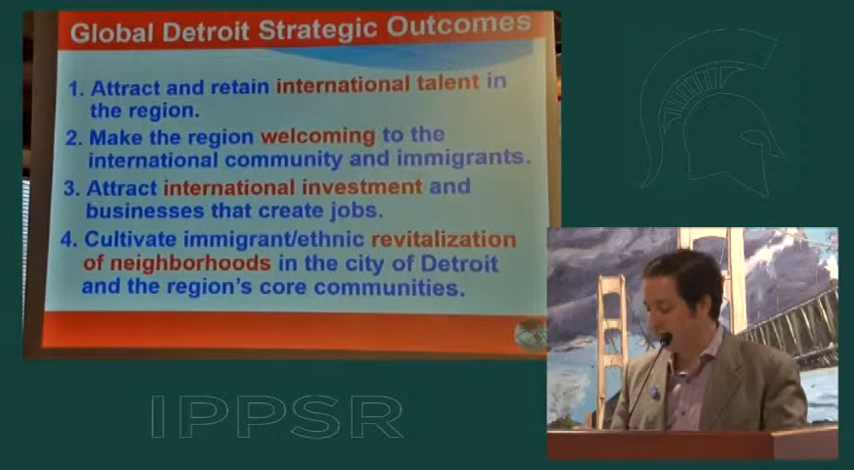 Global Detroit Strategic Outcomes
1. Attract and retain international talent in
the region.
2. Make the region welcoming to the
international community and immigrants.
3. Attract international investment and
businesses that create jobs.
4. Cultivate immigrant/ethnic revitalization
of neighborhoods in the city of Detroit
and the region's core communities.
IPPSR